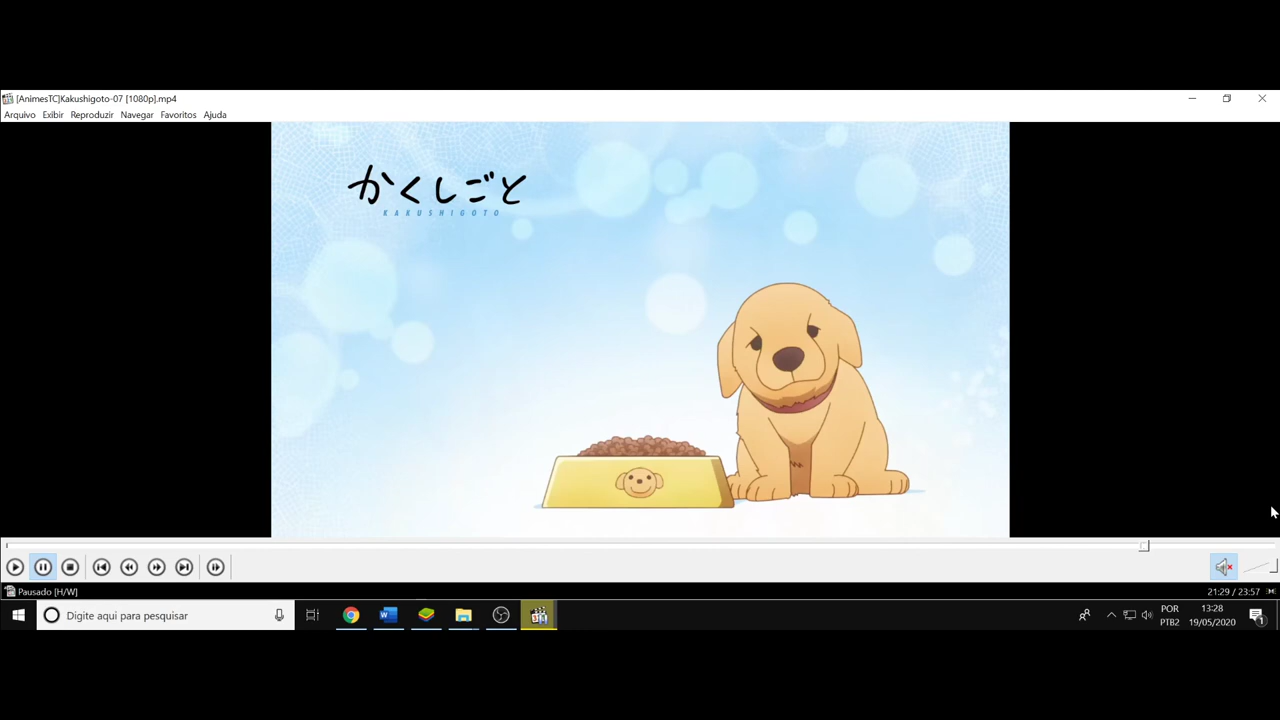 [AnimesTC]Kakushigoto-07 [1080p].mp4
Arquivo Exibir Reproduzir Navegar Favoritos Ajuda
かくしごと
KAKUSHIGOTO
Pausado [H/W]
21:29 / 23:57
Digite aqui para pesquisar
POR
PTB2
13:28
19/05/2020
1